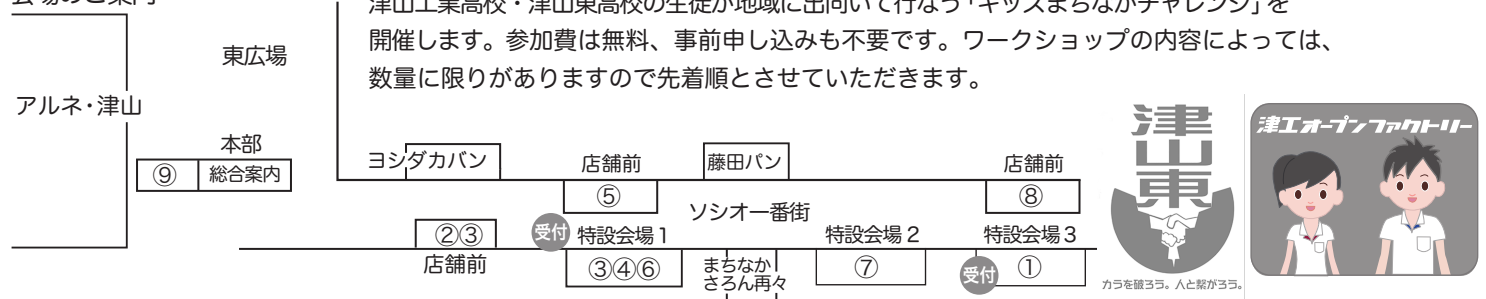 会場のご案内
津山工業高校・津山東高校の生徒が地域に出向いて行なう「キッズまちなかチャレンジ」を
開催します。参加費は無料、事前申し込みも不要です。ワークショップの内容によっては、
数量に限りがありますので先着順とさせていただきます。
東広場
アルネ・津山
本部
⑨ 総合案内
ヨシダカバン
店舗前
⑤
藤田パン
店舗前
⑧
ソシオ一番街
②③
店舗前
受付
特設会場1
③④⑥
まちなか
さろん再々
特設会場2
⑦
特設会場3
受付
①
津山東
カラを破ろう。人と繋がろう。
津工オープンファクトリー